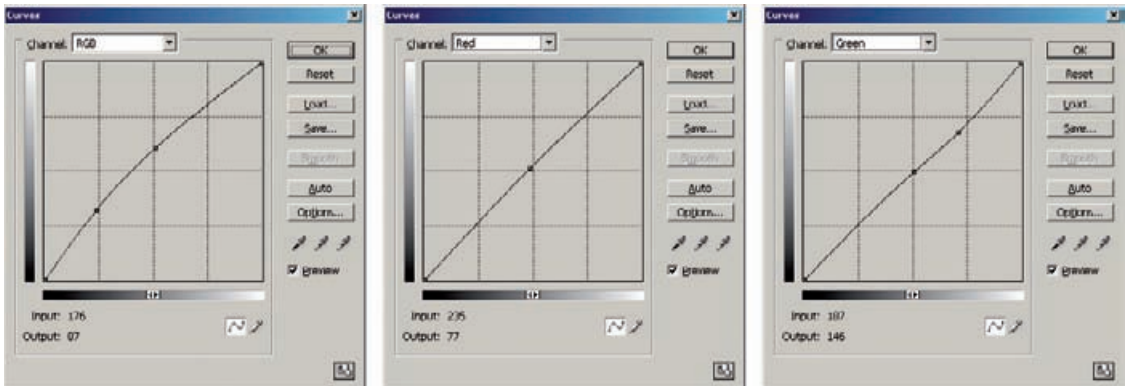 Curves
Channel: RGB
OK
Reset
Load...
Save...
Smooth
Auto
Options...
Preview
Input: 176
Output: 87
Curves
Channel: Red
OK
Reset
Load...
Save...
Smooth
Auto
Options...
Preview
Input: 235
Output: 77
Curves
Channel: Green
OK
Reset
Load...
Save...
Smooth
Auto
Options...
Preview
Input: 187
Output: 146